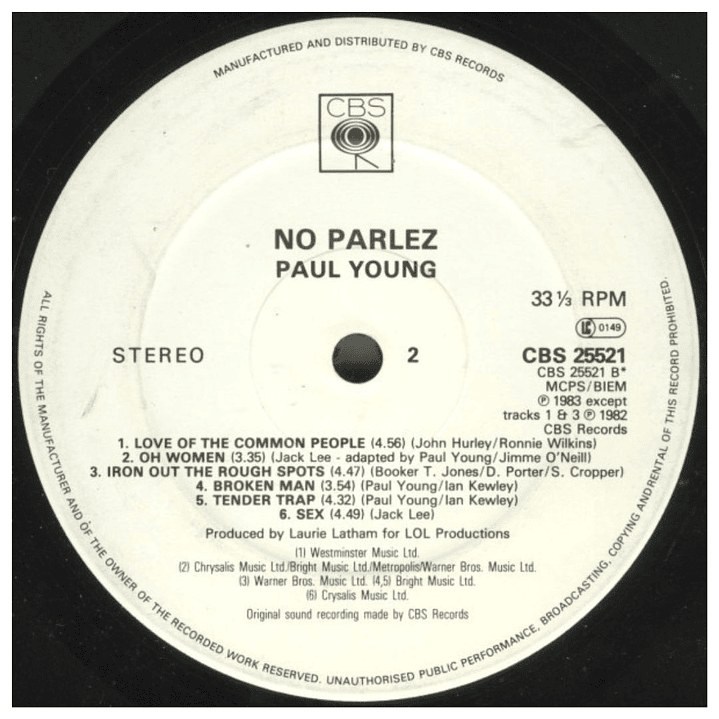 MANUFACTURED AND DISTRIBUTED BY CBS RECORDS
CBS
NO PARLEZ
PAUL YOUNG
33⅓ RPM
LC 0149
STEREO
2
CBS 25521
CBS 25521 B*
MCPS/BIEM
℗ 1983 except
tracks 1 & 3 ℗ 1982
CBS Records
1. LOVE OF THE COMMON PEOPLE (4.56) (John Hurley/Ronnie Wilkins)
2. OH WOMEN (3.35) (Jack Lee - adapted by Paul Young/Jimme O'Neill)
3. IRON OUT THE ROUGH SPOTS (4.47) (Booker T. Jones/D. Porter/S. Cropper)
4. BROKEN MAN (3.54) (Paul Young/Ian Kewley)
5. TENDER TRAP (4.32) (Paul Young/Ian Kewley)
6. SEX (4.49) (Jack Lee)
Produced by Laurie Latham for LOL Productions
(1) Westminster Music Ltd.
(2) Chrysalis Music Ltd./Bright Music Ltd./Metropolis/Warner Bros. Music Ltd.
(3) Warner Bros. Music Ltd. (4,5) Bright Music Ltd.
(6) Crysalis Music Ltd.
Original sound recording made by CBS Records
ALL RIGHTS OF THE MANUFACTURER AND OF THE OWNER OF THE RECORDED WORK RESERVED. UNAUTHORISED PUBLIC PERFORMANCE, BROADCASTING, COPYING AND RENTAL OF THIS RECORD PROHIBITED.